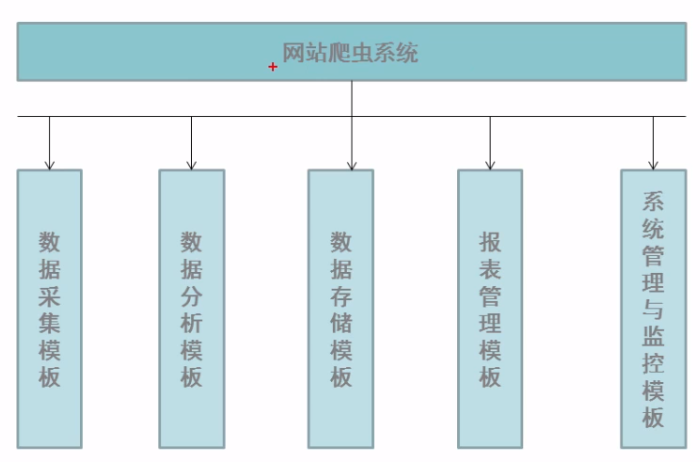 网站爬虫系统
数据采集模板
数据分析模板
数据存储模板
报表管理模板
系统管理与监控模板